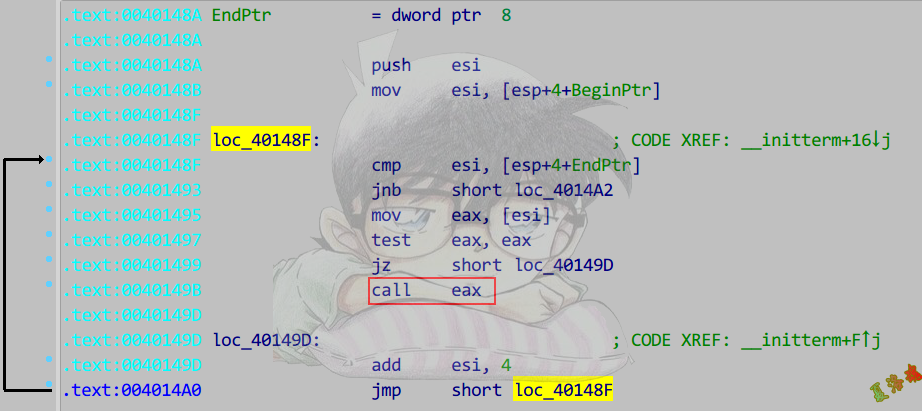 .text:0040148A EndPtr = dword ptr 8
.text:0040148A
.text:0040148A push esi
.text:0040148B mov esi, [esp+4+BeginPtr]
.text:0040148F
.text:0040148F loc_40148F: ; CODE XREF: __initterm+16↓j
.text:0040148F cmp esi, [esp+4+EndPtr]
.text:00401493 jnb short loc_4014A2
.text:00401495 mov eax, [esi]
.text:00401497 test eax, eax
.text:00401499 jz short loc_40149D
.text:0040149B call eax
.text:0040149D
.text:0040149D loc_40149D: ; CODE XREF: __initterm+F↑j
.text:0040149D add esi, 4
.text:004014A0 jmp short loc_40148F